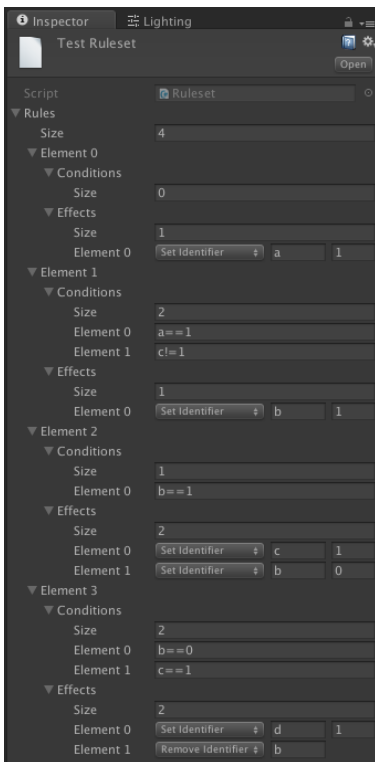 Inspector Lighting
Test Ruleset
Open
Script Ruleset
Rules
Size 4
Element 0
Conditions
Size 0
Effects
Size 1
Element 0 Set Identifier a 1
Element 1
Conditions
Size 2
Element 0 a==1
Element 1 c!=1
Effects
Size 1
Element 0 Set Identifier b 1
Element 2
Conditions
Size 1
Element 0 b==1
Effects
Size 2
Element 0 Set Identifier c 1
Element 1 Set Identifier b 0
Element 3
Conditions
Size 2
Element 0 b==0
Element 1 c==1
Effects
Size 2
Element 0 Set Identifier d 1
Element 1 Remove Identifier b